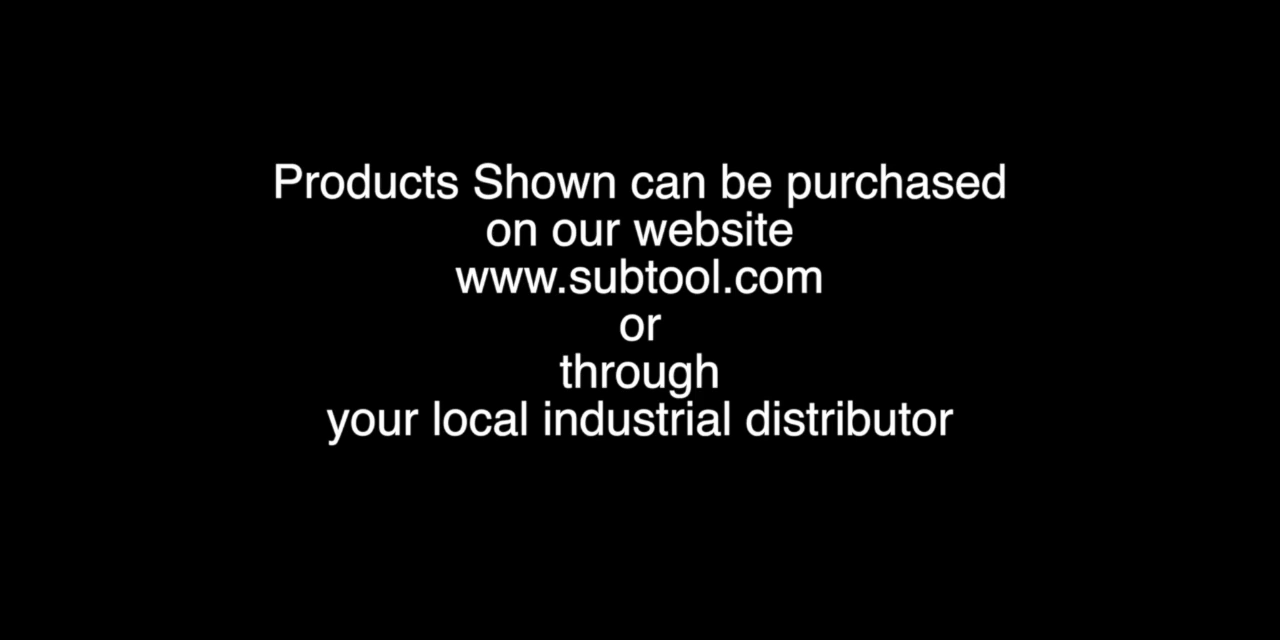 Products Shown can be purchased
on our website
www.subtool.com
or
through
your local industrial distributor